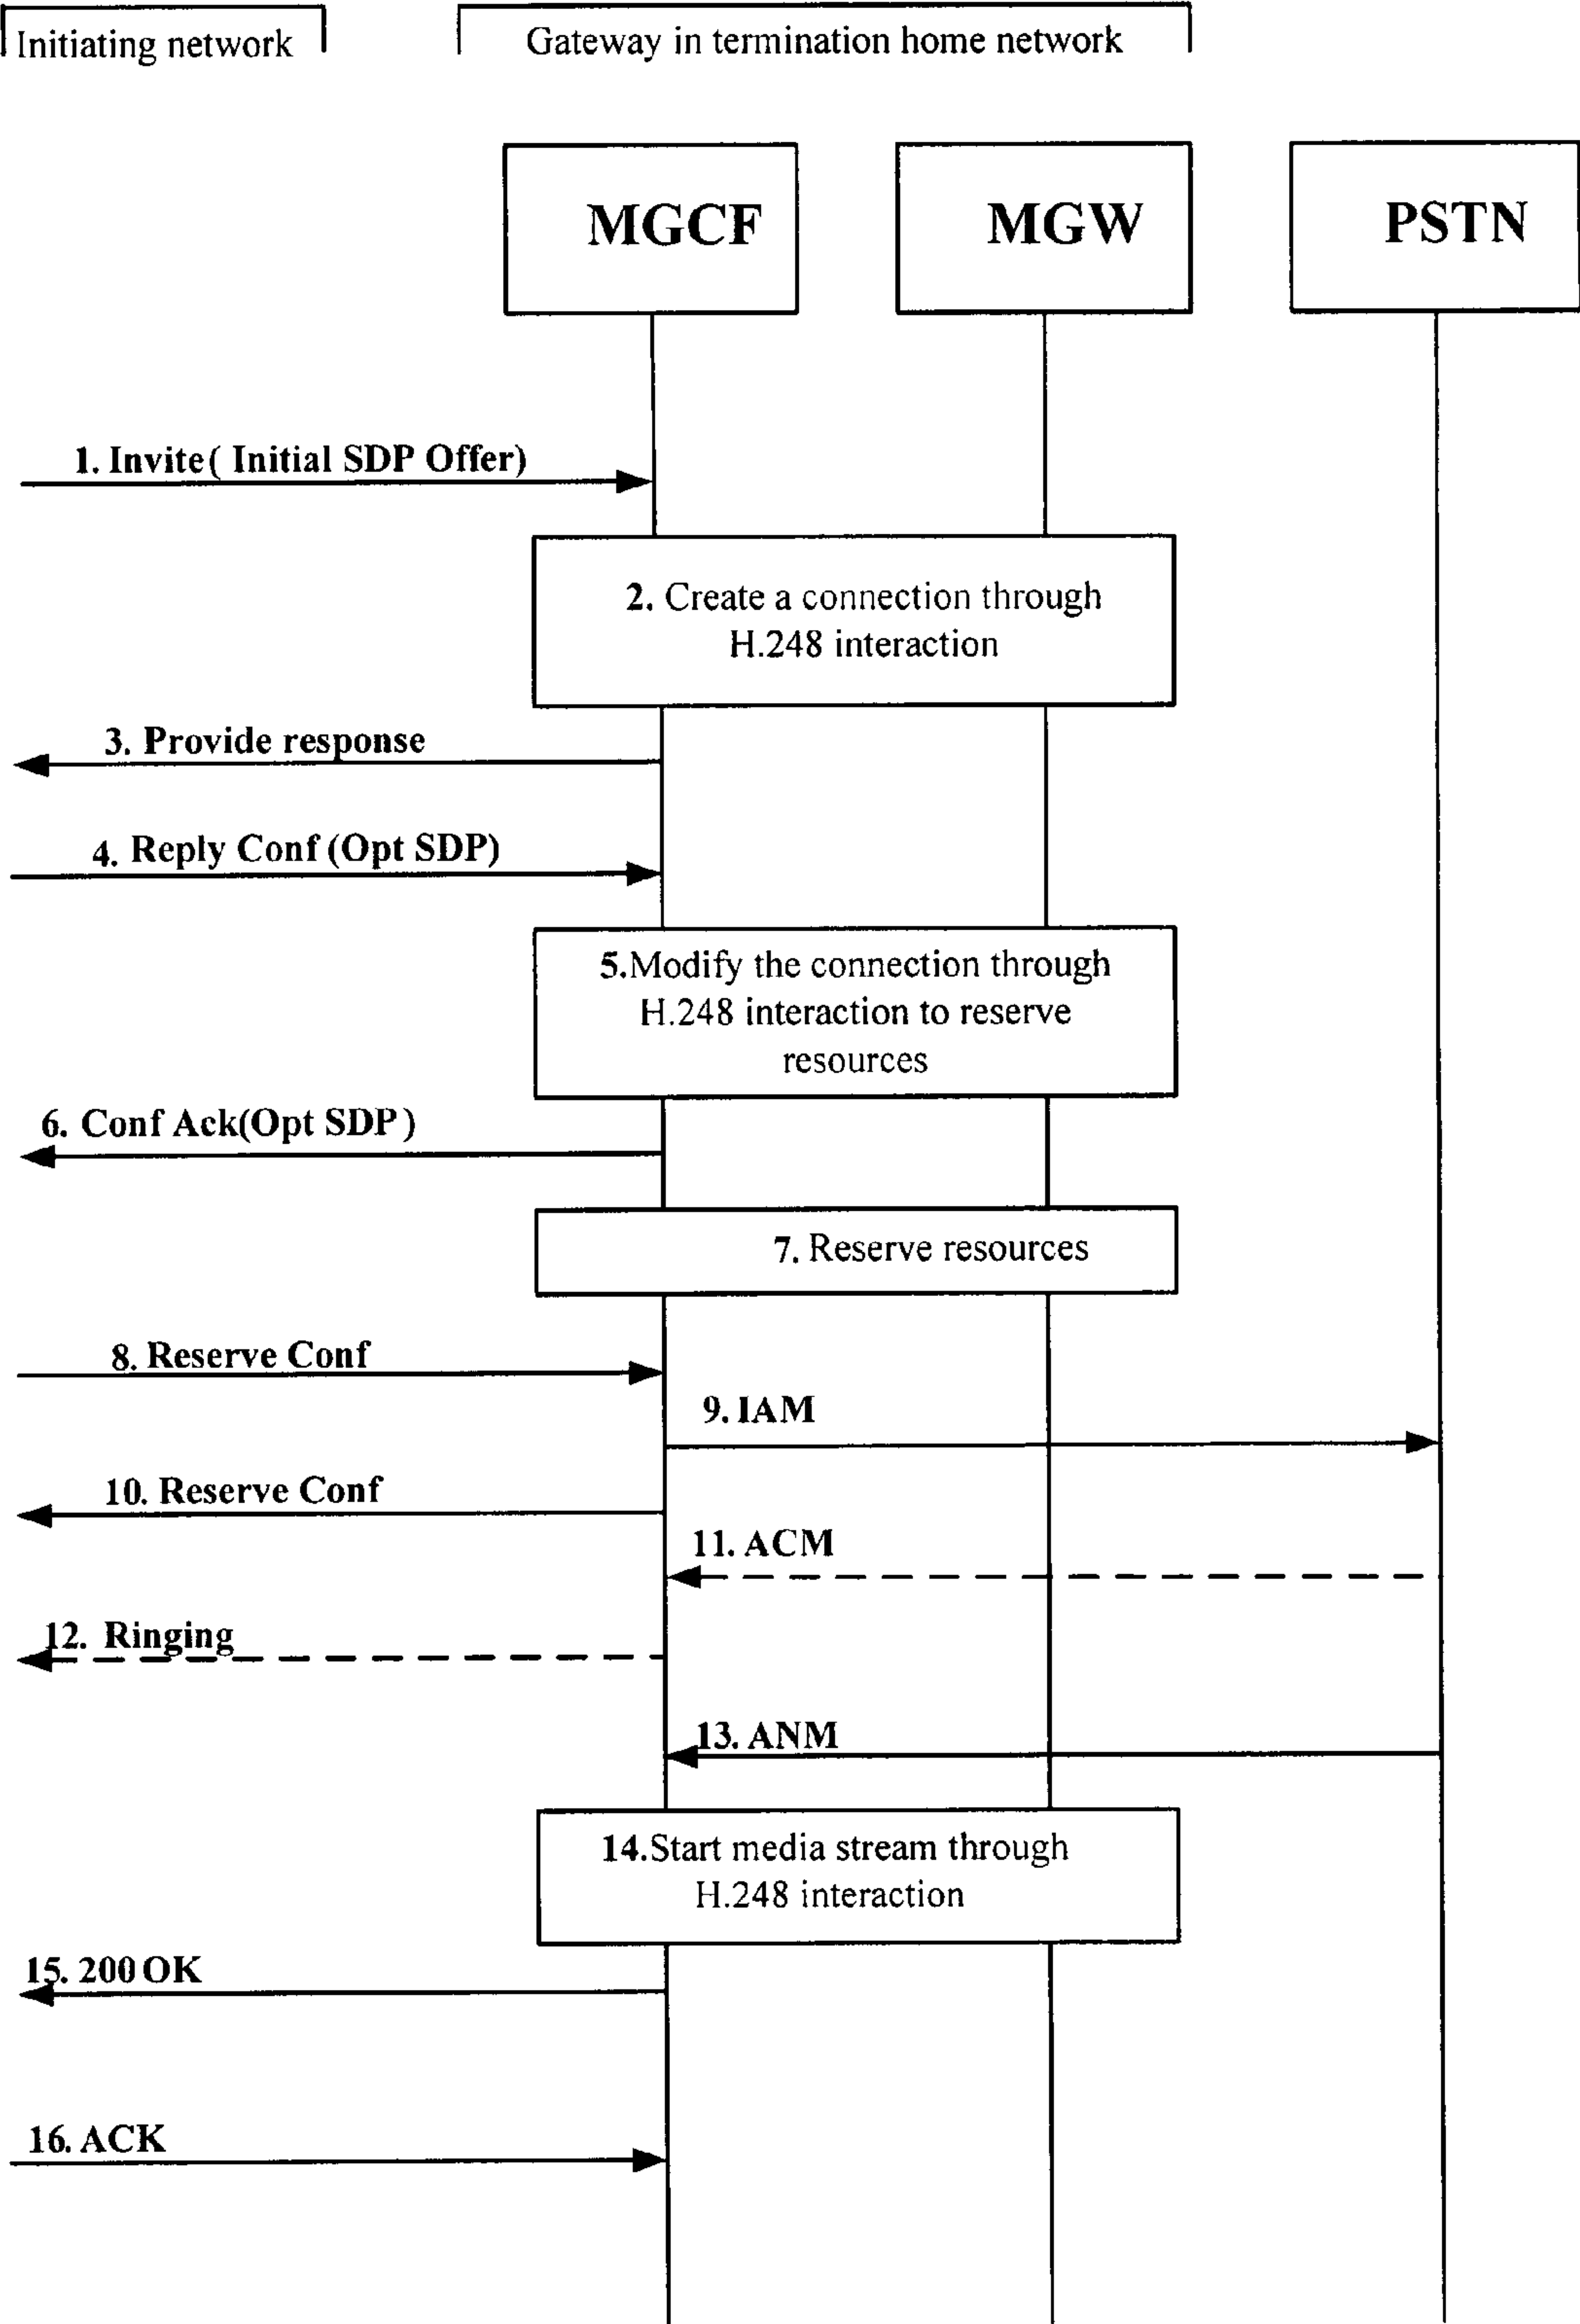 Initiating network
Gateway in termination home network
MGCF
MGW
PSTN
1. Invite( Initial SDP Offer)
2. Create a connection through
H.248 interaction
3. Provide response
4. Reply Conf (Opt SDP)
5.Modify the connection through
H.248 interaction to reserve
resources
6. Conf Ack(Opt SDP)
7. Reserve resources
8. Reserve Conf
9. IAM
10. Reserve Conf
11. ACM
12. Ringing
13. ANM
14.Start media stream through
H.248 interaction
15. 200 OK
16. ACK